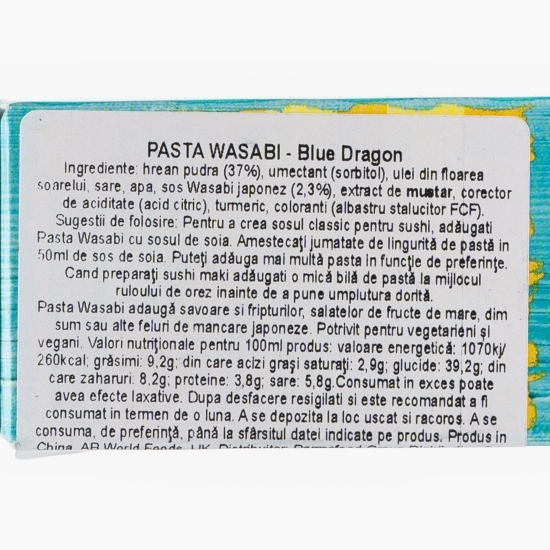 PASTA WASABI - Blue Dragon
Ingrediente: hrean pudra (37%), umectant (sorbitol), ulei din floarea
soarelui, sare, apa, sos Wasabi japonez (2,3%), extract de mustar, corector
de aciditate (acid citric), turmeric, coloranti (albastru stalucitor FCF).
Sugestii de folosire: Pentru a crea sosul classic pentru sushi, adăugati
Pasta Wasabi cu sosul de soia. Amestecaţi jumatate de lingurită de pastă in
50ml de sos de soia. Puteţi adăuga mai multă pasta in funcţie de preferinţe.
Cand preparaţi sushi maki adăugati o mică bilă de pastă la mijlocul
ruloului de orez inainte de a pune umplutura dorită.
Pasta Wasabi adaugă savoare si fripturilor, salatelor de fructe de mare, dim
sum sau alte feluri de mancare japoneze. Potrivit pentru vegetarieni şi
vegani. Valori nutriţionale pentru 100ml produs: valoare energetică: 1070kj/
260kcal; grăsimi: 9,2g; din care acizi graşi saturaţi: 2,9g; glucide: 39,2g; din
care zaharuri: 8,2g; proteine: 3,8g; sare: 5,8g.Consumat in exces poate
avea efecte laxative. Dupa desfacere resigilati si este recomandat a fi
consumat in termen de o luna. A se depozita la loc uscat si racoros. A se
consuma, de preferinţă, până la sfârsitul datei indicate pe produs. Produs in
China, AB World Foods, UK.